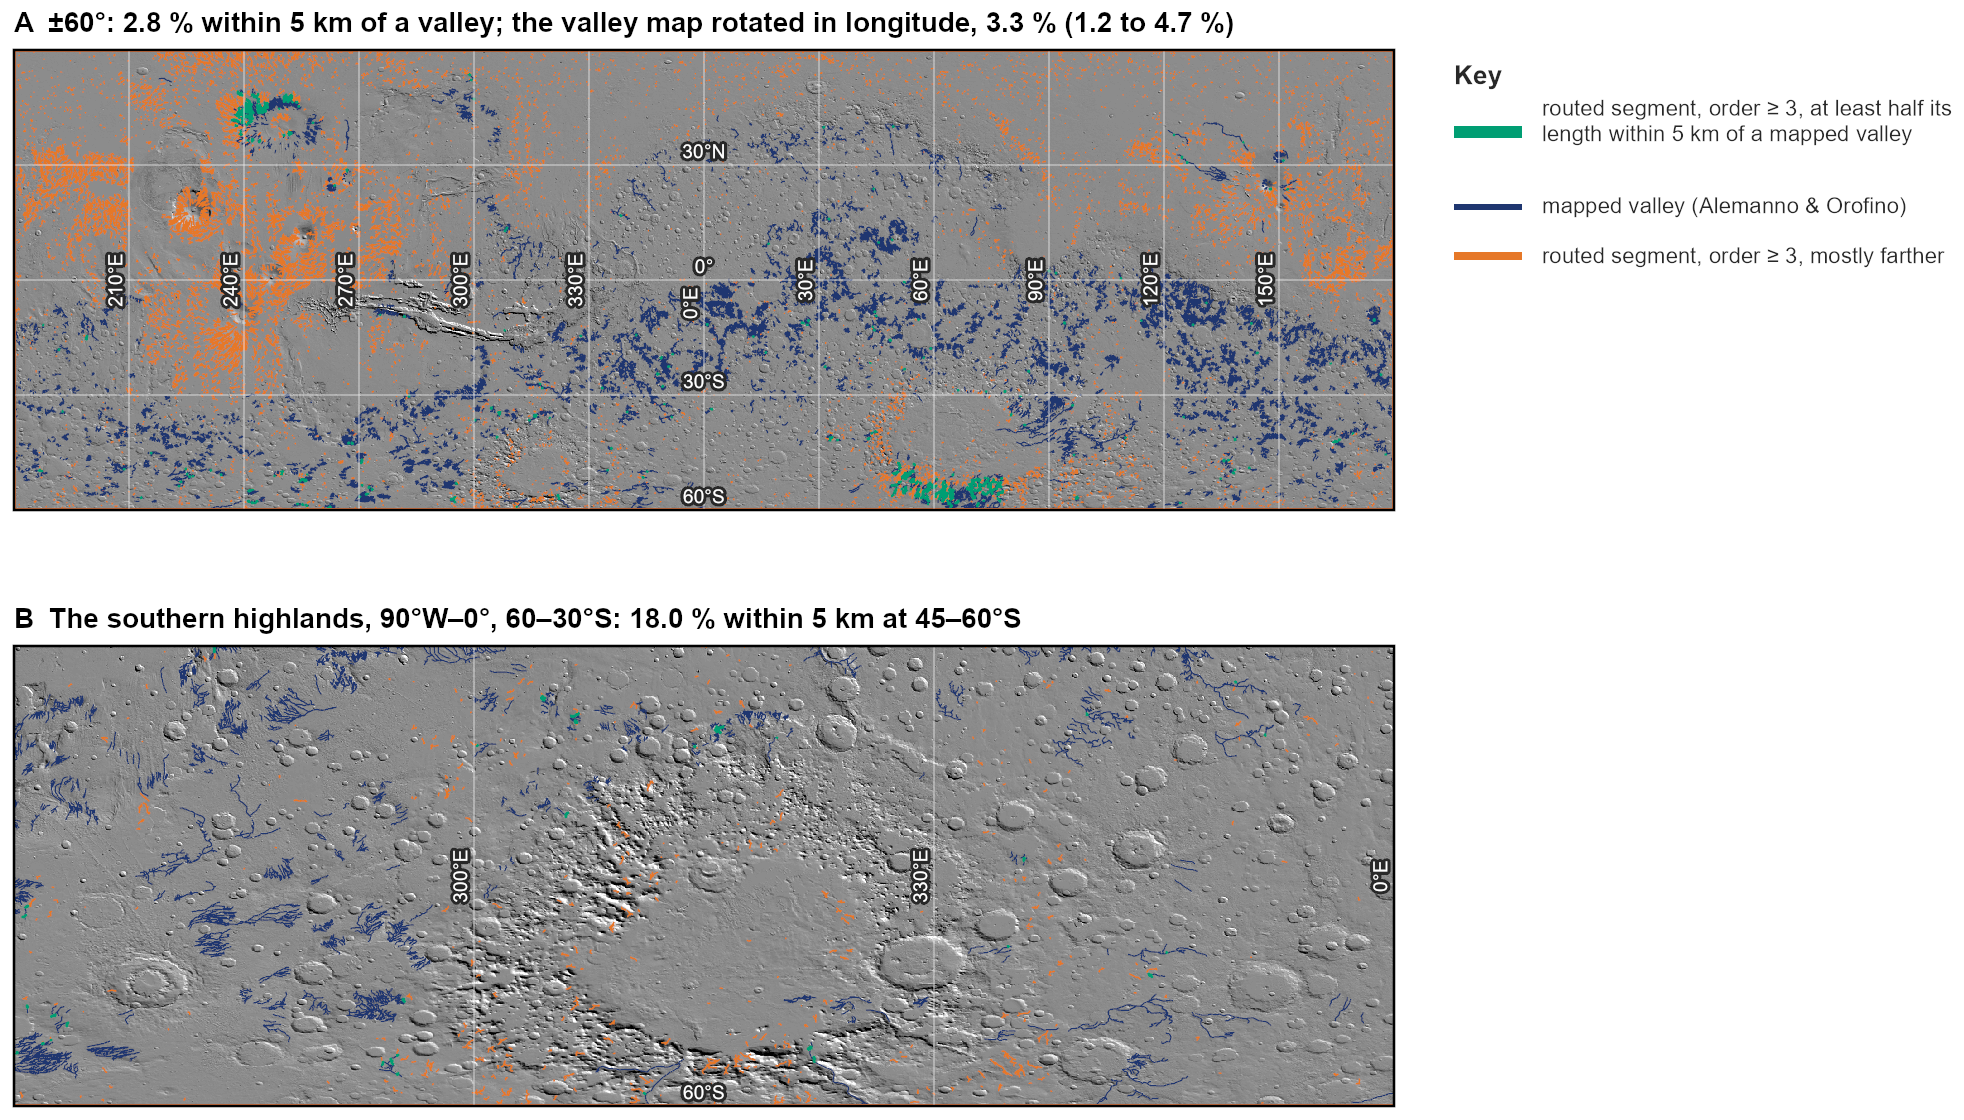 A ±60°: 2.8 % within 5 km of a valley; the valley map rotated in longitude, 3.3 % (1.2 to 4.7 %)
Key
routed segment, order ≥ 3, at least half its
length within 5 km of a mapped valley
mapped valley (Alemanno & Orofino)
routed segment, order ≥ 3, mostly farther
30°N
0°
30°S
60°S
210°E
240°E
270°E
300°E
330°E
0°E
30°E
60°E
90°E
120°E
150°E
B The southern highlands, 90°W–0°, 60–30°S: 18.0 % within 5 km at 45–60°S
300°E
330°E
0°E
60°S